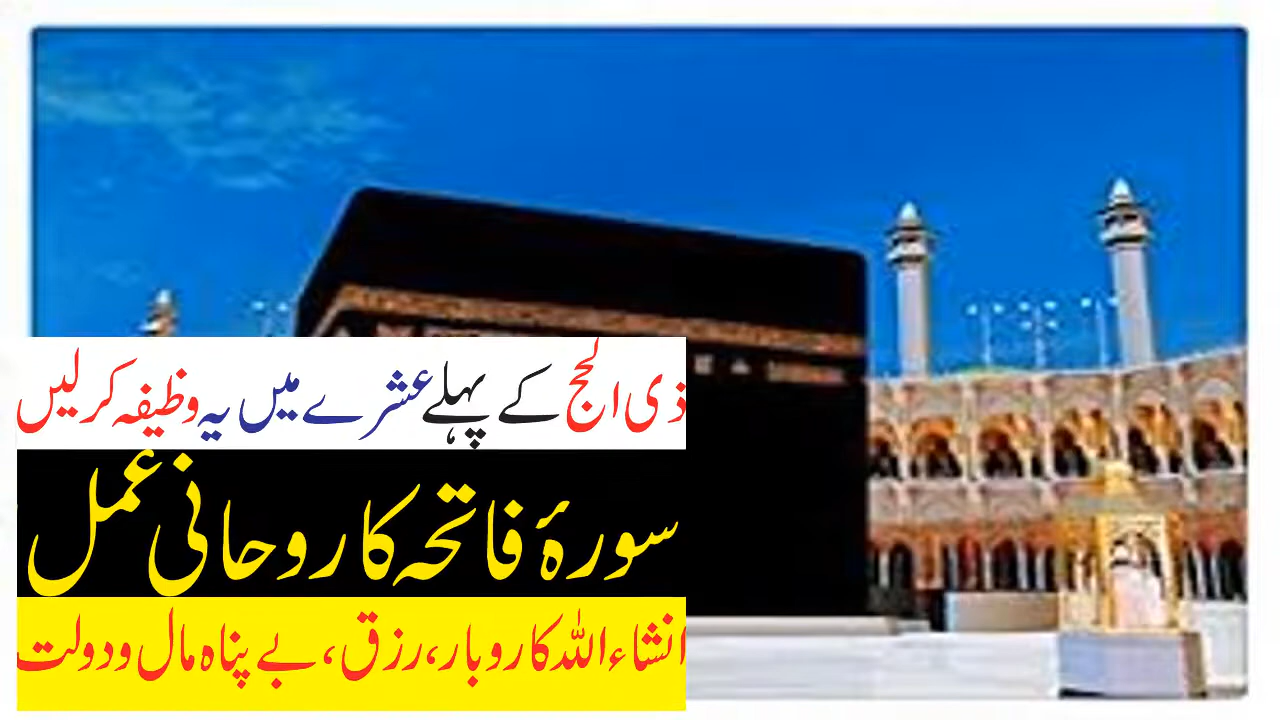 ذی الحج کے پہلے عشرے میں یہ وظیفہ کرلیں
سورۂ فاتحہ کا روحانی عمل
انشاءاللہ کاروبار، رزق، بے پناہ مال و دولت